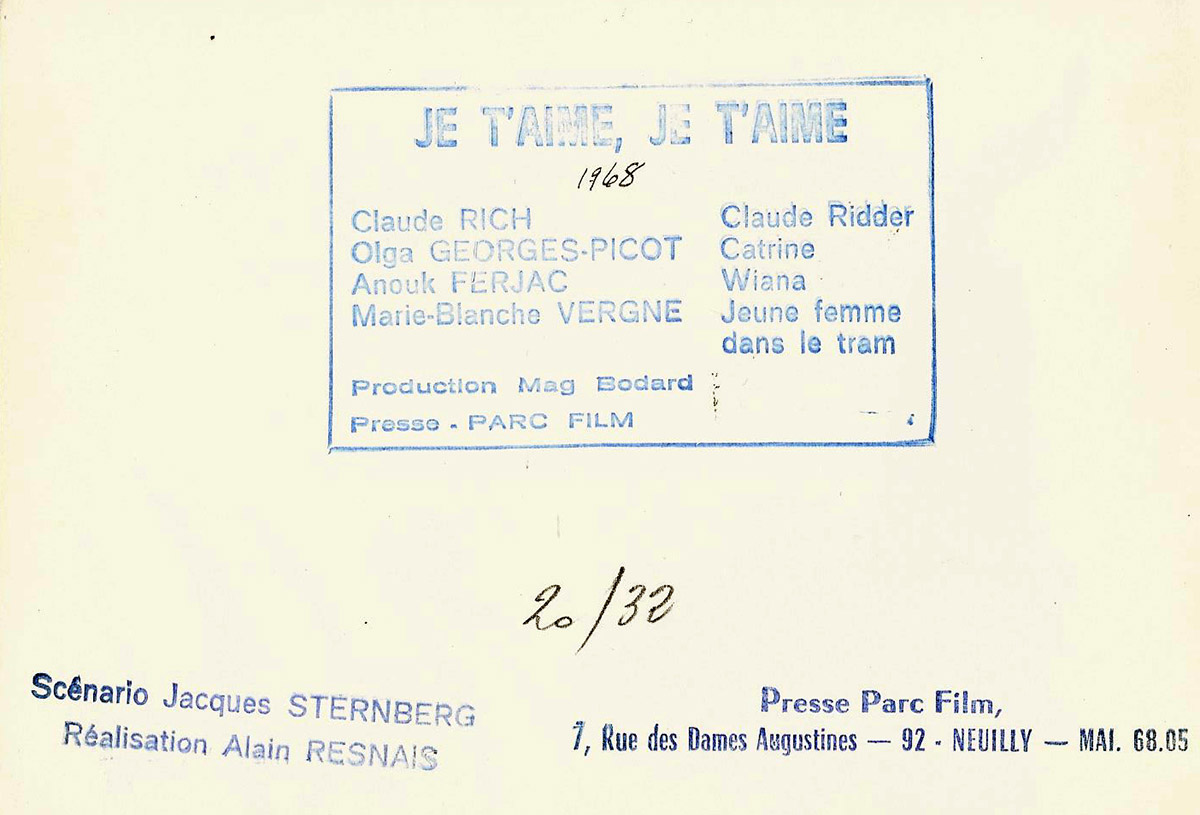 JE T'AIME, JE T'AIME
1968
Claude RICH Claude Ridder
Olga GEORGES-PICOT Catrine
Anouk FERJAC Wiana
Marie-Blanche VERGNE Jeune femme
dans le tram
Production Mag Bodard
Presse - PARC FILM
20/32
Scénario Jacques STERNBERG
Réalisation Alain RESNAIS
Presse Parc Film,
7, Rue des Dames Augustines — 92 - NEUILLY — MAI. 68.05